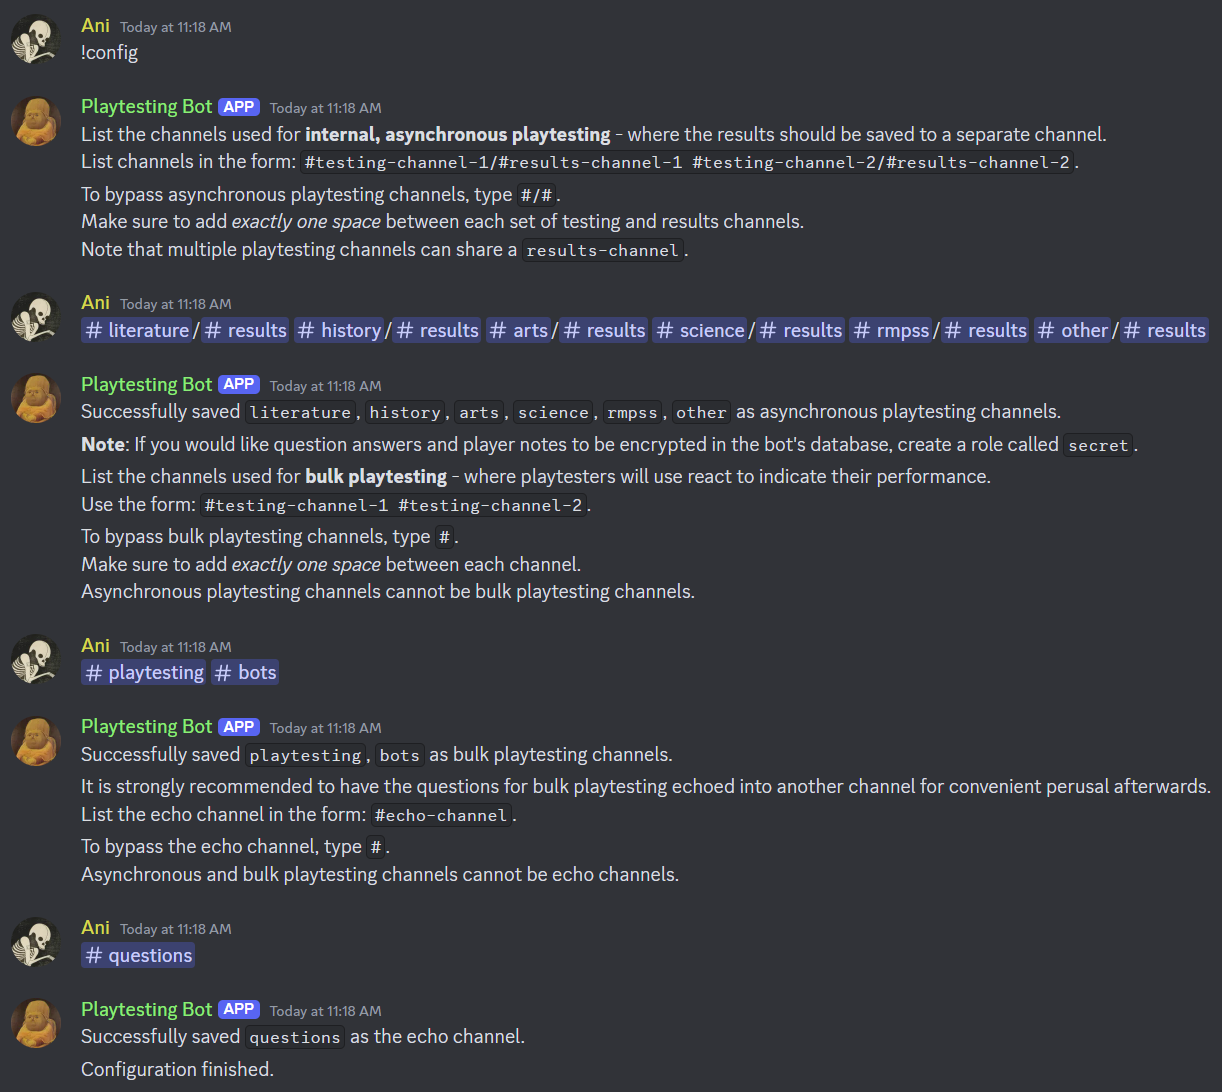 Ani Today at 11:18 AM
!config
Playtesting Bot APP Today at 11:18 AM
List the channels used for internal, asynchronous playtesting - where the results should be saved to a separate channel.
List channels in the form: #testing-channel-1/#results-channel-1 #testing-channel-2/#results-channel-2.
To bypass asynchronous playtesting channels, type #/#.
Make sure to add exactly one space between each set of testing and results channels.
Note that multiple playtesting channels can share a results-channel.
Ani Today at 11:18 AM
# literature/# results # history/# results # arts/# results # science/# results # rmpss/# results # other/# results
Playtesting Bot APP Today at 11:18 AM
Successfully saved literature, history, arts, science, rmpss, other as asynchronous playtesting channels.
Note: If you would like question answers and player notes to be encrypted in the bot's database, create a role called secret.
List the channels used for bulk playtesting - where playtesters will use react to indicate their performance.
Use the form: #testing-channel-1 #testing-channel-2.
To bypass bulk playtesting channels, type #.
Make sure to add exactly one space between each channel.
Asynchronous playtesting channels cannot be bulk playtesting channels.
Ani Today at 11:18 AM
# playtesting # bots
Playtesting Bot APP Today at 11:18 AM
Successfully saved playtesting, bots as bulk playtesting channels.
It is strongly recommended to have the questions for bulk playtesting echoed into another channel for convenient perusal afterwards.
List the echo channel in the form: #echo-channel.
To bypass the echo channel, type #.
Asynchronous and bulk playtesting channels cannot be echo channels.
Ani Today at 11:18 AM
# questions
Playtesting Bot APP Today at 11:18 AM
Successfully saved questions as the echo channel.
Configuration finished.